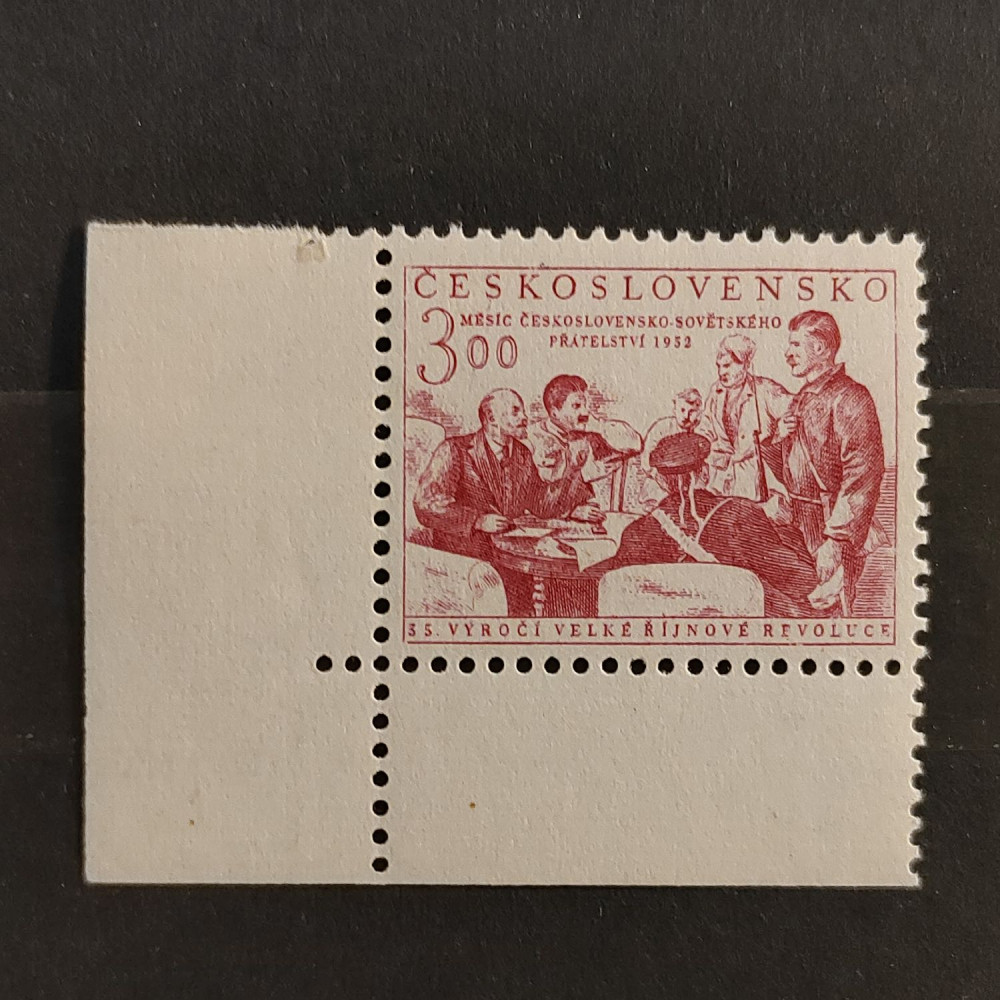 ČESKOSLOVENSKO
3 00
MĚSÍC ČESKOSLOVENSKO-SOVĚTSKÉHO
PŘÁTELSTVÍ 1952
35. VÝROČÍ VELKÉ ŘÍJNOVÉ REVOLUCE